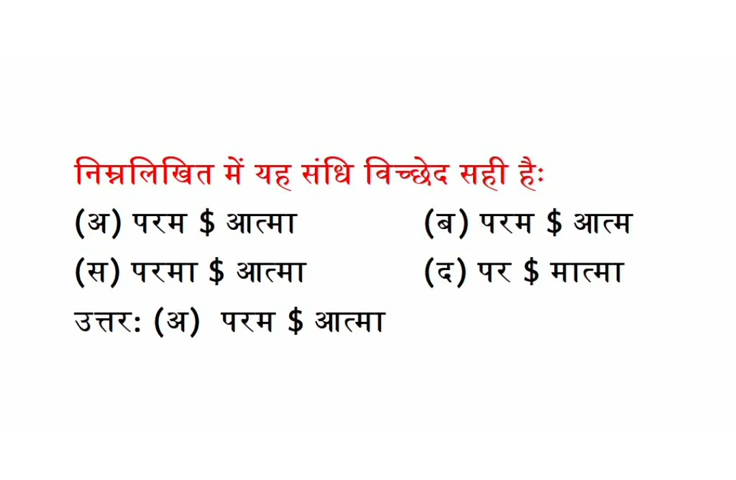 निम्नलिखित में यह संधि विच्छेद सही है:
(अ) परम $ आत्मा (ब) परम $ आत्म
(स) परमा $ आत्मा (द) पर $ मात्मा
उत्तर: (अ) परम $ आत्मा